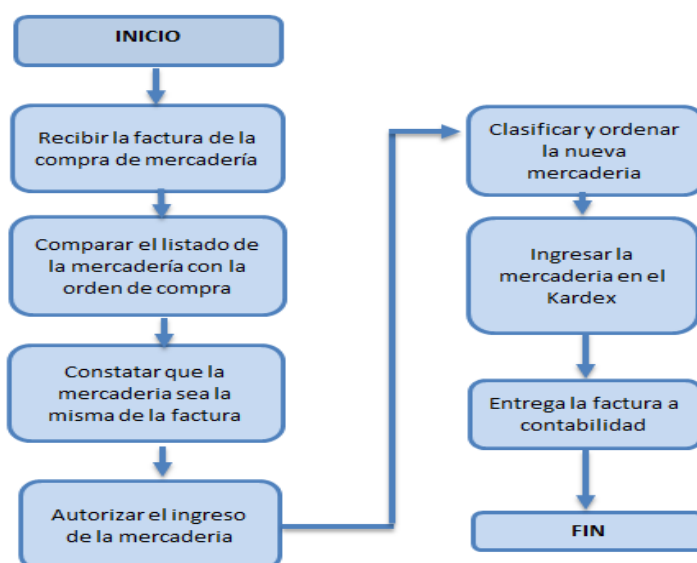 INICIO
Recibir la factura de la
compra de mercadería
Comparar el listado de
la mercadería con la
orden de compra
Constatar que la
mercaderia sea la
misma de la factura
Autorizar el ingreso
de la mercaderia
Clasificar y ordenar
la nueva
mercaderia
Ingresar la
mercaderia en el
Kardex
Entrega la factura a
contabilidad
FIN